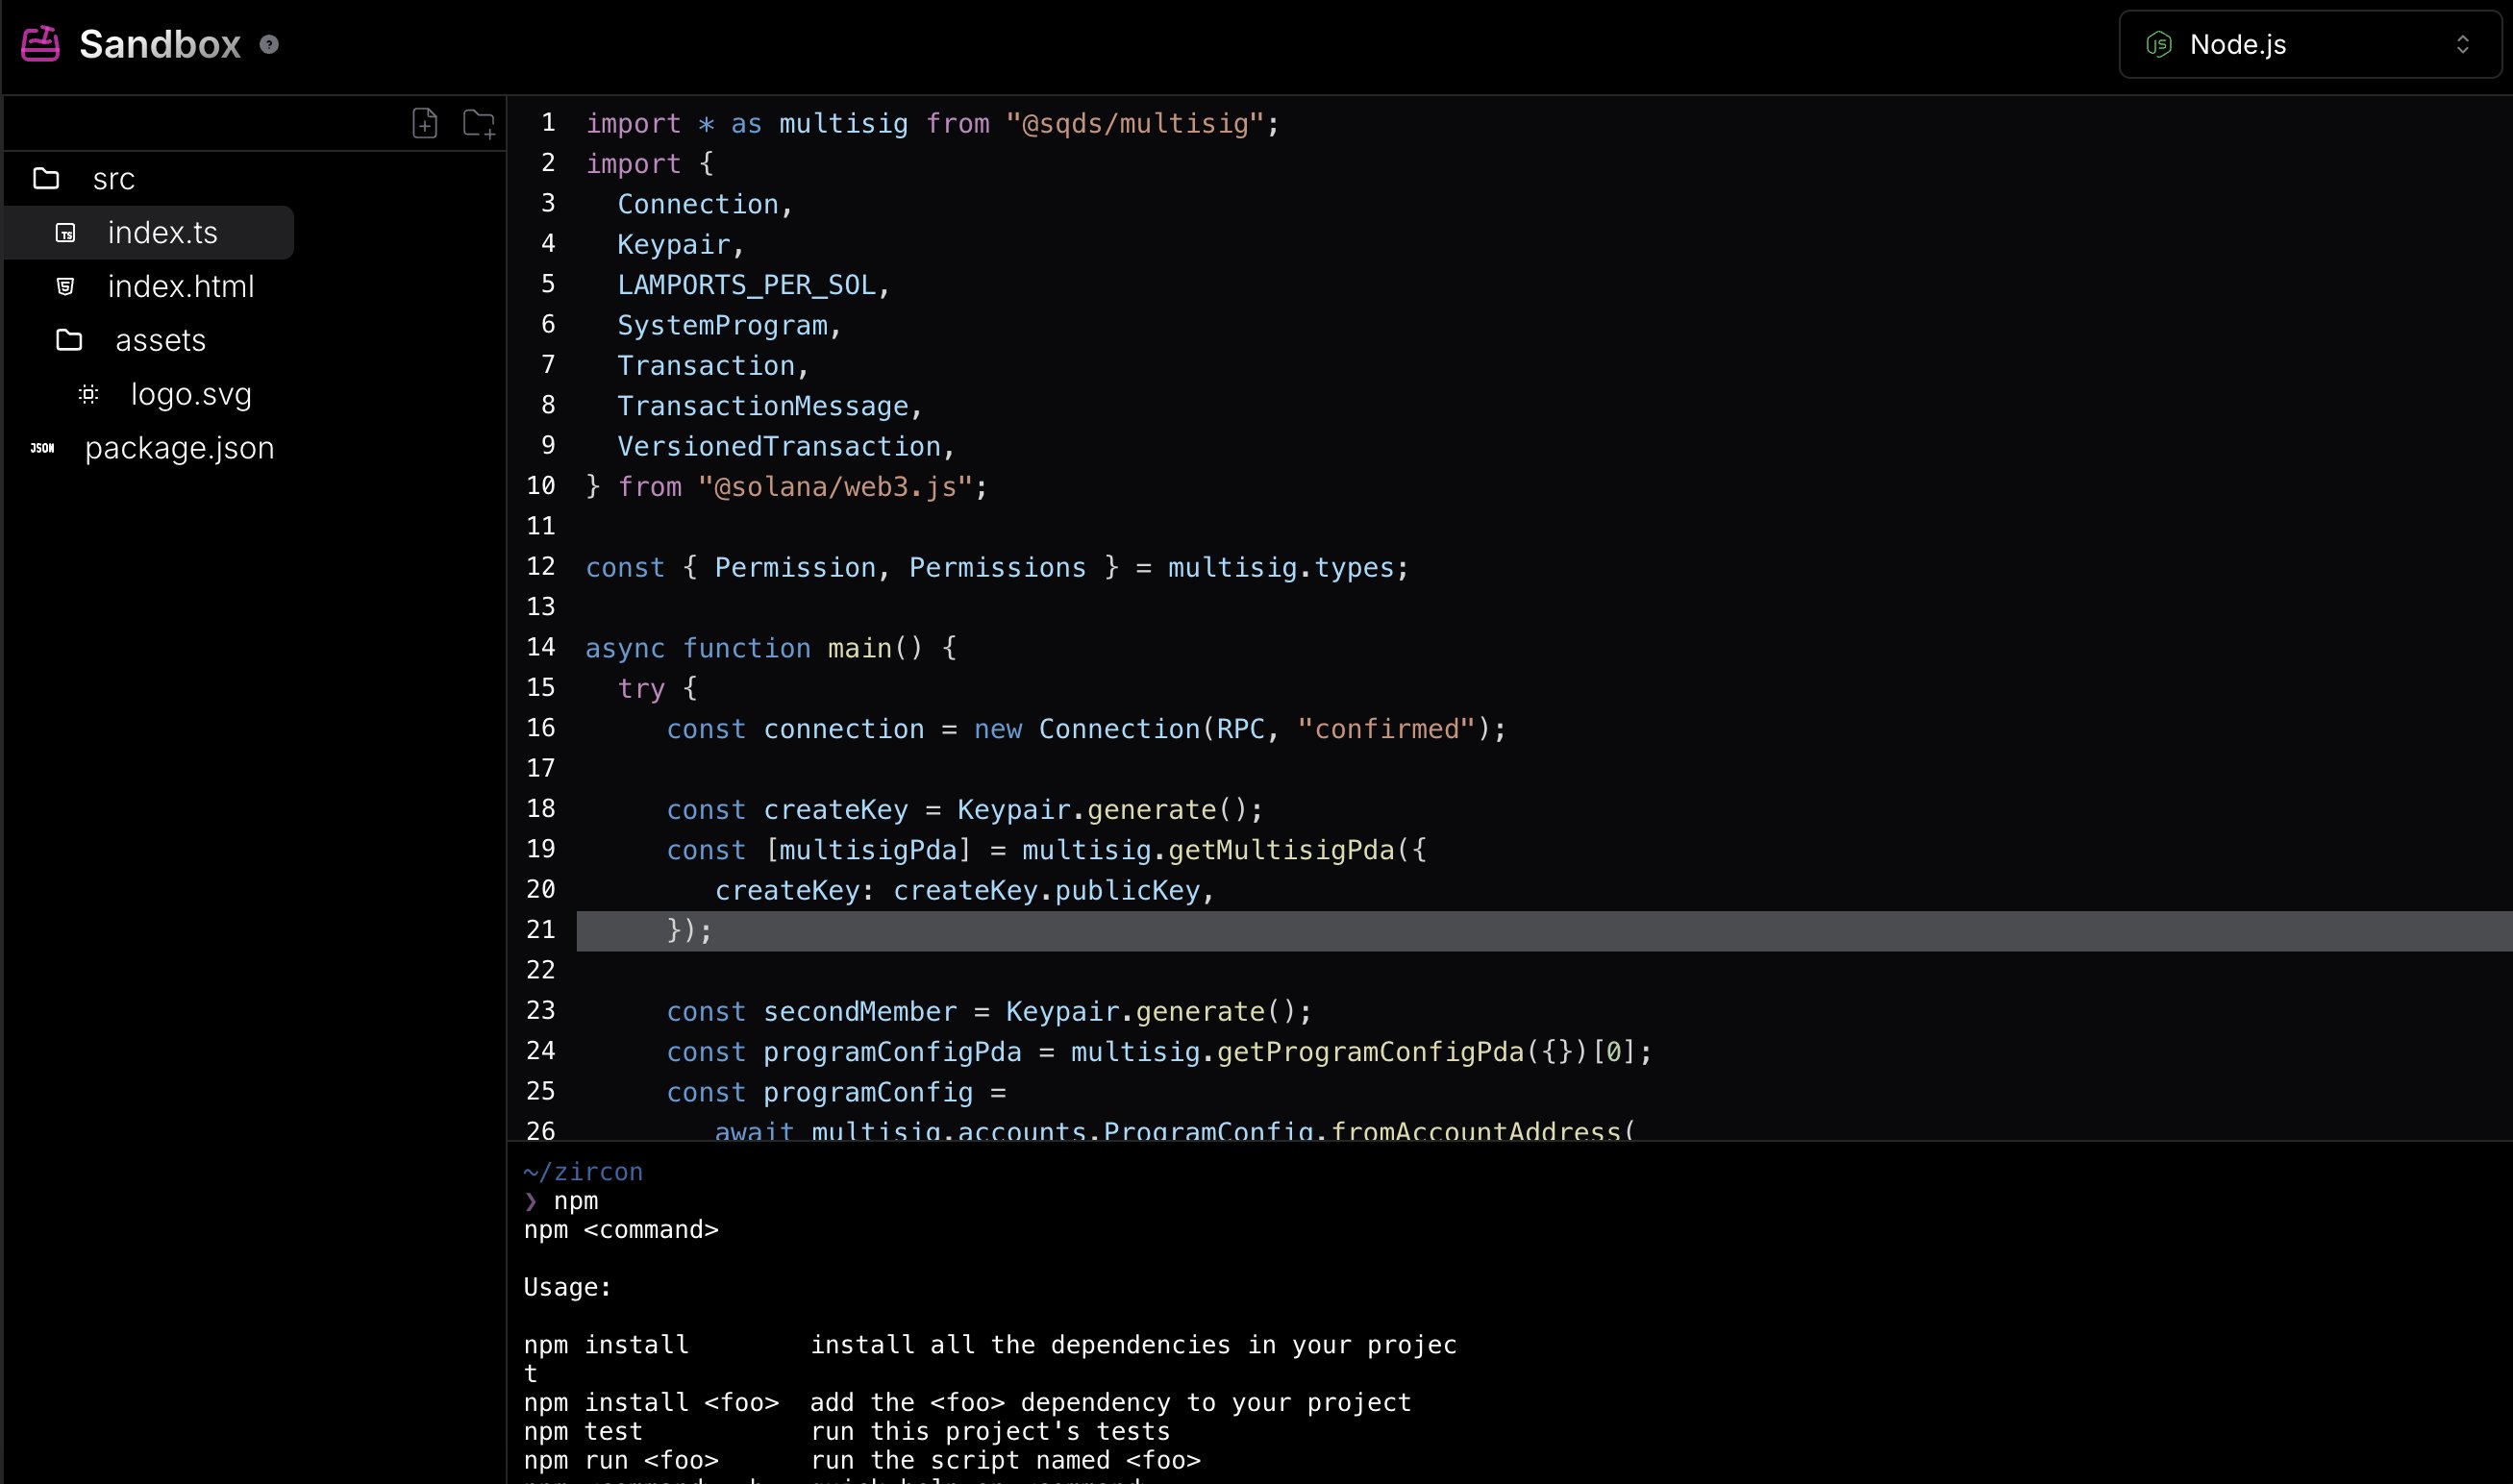 Sandbox ?
Node.js
src
index.ts
index.html
assets
logo.svg
package.json
1 import * as multisig from "@sqds/multisig";
2 import {
3 Connection,
4 Keypair,
5 LAMPORTS_PER_SOL,
6 SystemProgram,
7 Transaction,
8 TransactionMessage,
9 VersionedTransaction,
10 } from "@solana/web3.js";
11
12 const { Permission, Permissions } = multisig.types;
13
14 async function main() {
15 try {
16 const connection = new Connection(RPC, "confirmed");
17
18 const createKey = Keypair.generate();
19 const [multisigPda] = multisig.getMultisigPda({
20 createKey: createKey.publicKey,
21 });
22
23 const secondMember = Keypair.generate();
24 const programConfigPda = multisig.getProgramConfigPda({})[0];
25 const programConfig =
26 await multisig.accounts.ProgramConfig.fromAccountAddress(
~/zircon
❯ npm
npm <command>
Usage:
npm install install all the dependencies in your projec
t
npm install <foo> add the <foo> dependency to your project
npm test run this project's tests
npm run <foo> run the script named <foo>